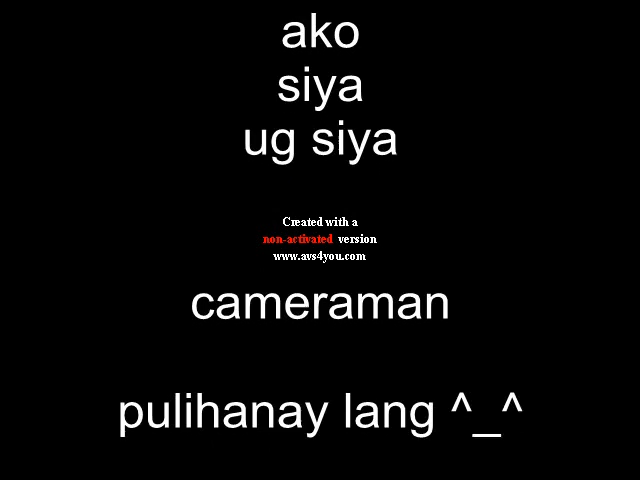 ako
siya
ug siya
Created with a
non-activated version
www.avs4you.com
cameraman
pulihanay lang ^_^